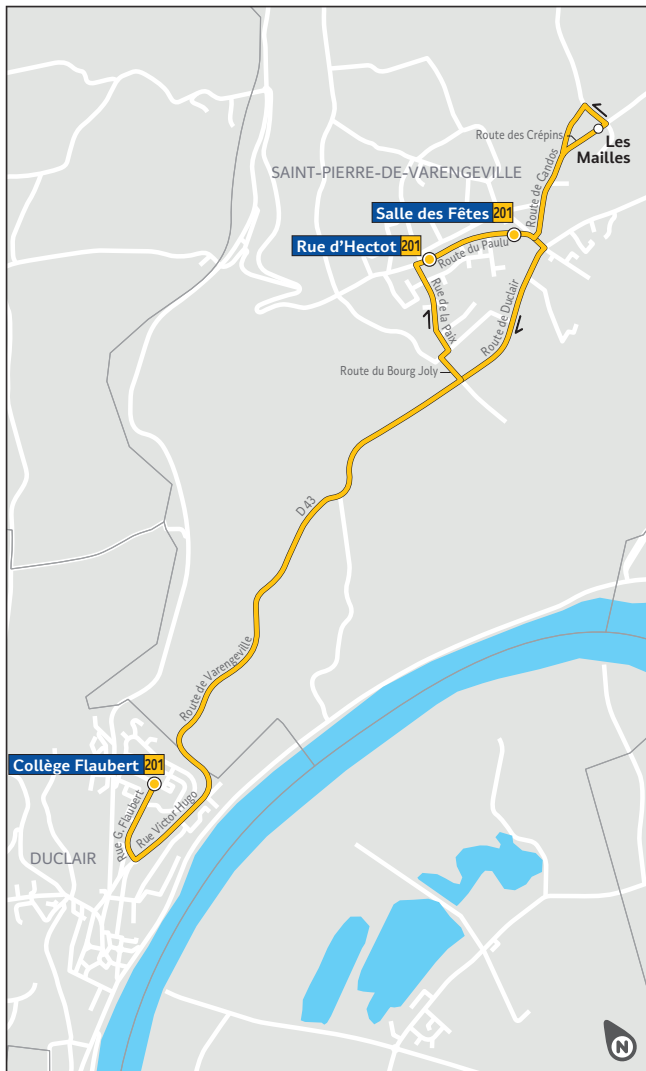 Route des Crépins
Les
Mailles
SAINT-PIERRE-DE-VARENGEVILLE
Route de Candos
Salle des Fêtes 201
Rue d'Hectot 201
Route du Paulu
Rue de la Paix
Route de Duclair
Route du Bourg Joly
D 43
Route de Varengeville
Collège Flaubert 201
Rue G. Flaubert
Rue Victor Hugo
DUCLAIR
N